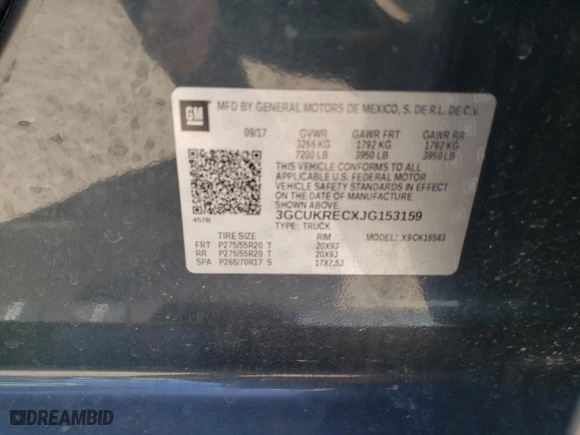 GM
MFD BY GENERAL MOTORS DE MEXICO, S. DE R.L. DE C.V.
09/17 GVWR GAWR FRT GAWR RR
3266 KG 1792 KG 1792 KG
7200 LB 3950 LB 3950 LB
THIS VEHICLE CONFORMS TO ALL
APPLICABLE U.S. FEDERAL MOTOR
VEHICLE SAFETY STANDARDS IN EFFECT
ON THE DATE OF MANUFACTURE
SHOWN ABOVE.
457B 3GCUKRECXJG153159
TYPE: TRUCK
TIRE SIZE RIM MODEL: X9CK15543
FRT P275/55R20 T 20X9J
RR P275/55R20 T 20X9J
SPA P265/70R17 S 17X7.5J
DREAMBID